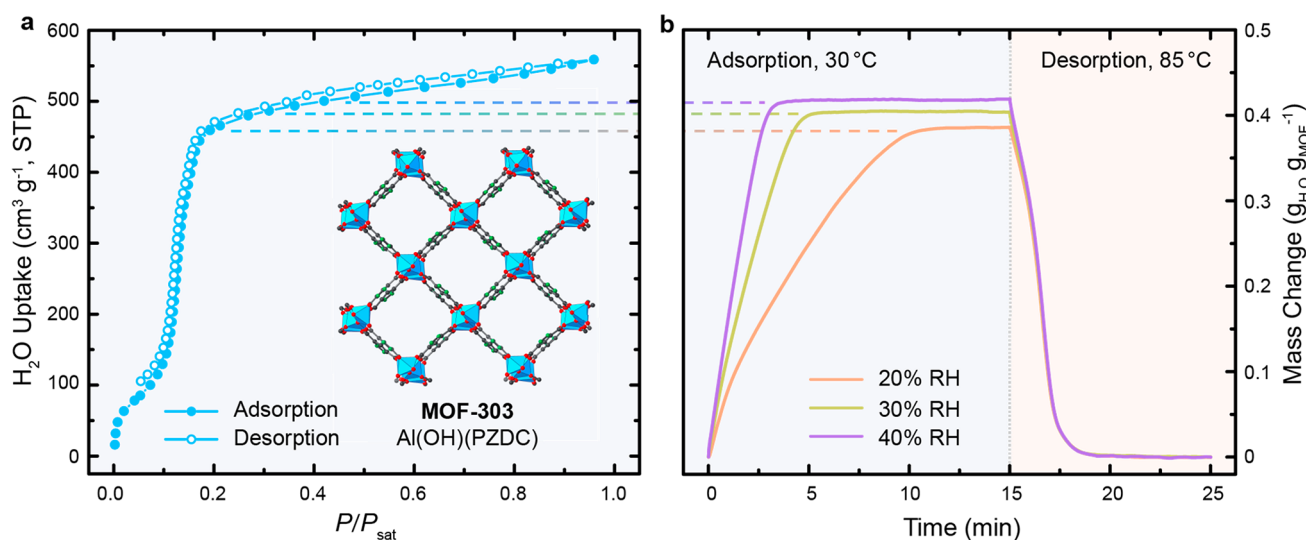 a
600
500
400
300
200
100
0
H₂O Uptake (cm³ g⁻¹, STP)
Adsorption
Desorption
MOF-303
Al(OH)(PZDC)
0.0 0.2 0.4 0.6 0.8 1.0
P/Psat
b
Adsorption, 30 °C
Desorption, 85 °C
20% RH
30% RH
40% RH
0.5
0.4
0.3
0.2
0.1
0
Mass Change (g_H₂O g_MOF⁻¹)
0 5 10 15 20 25
Time (min)